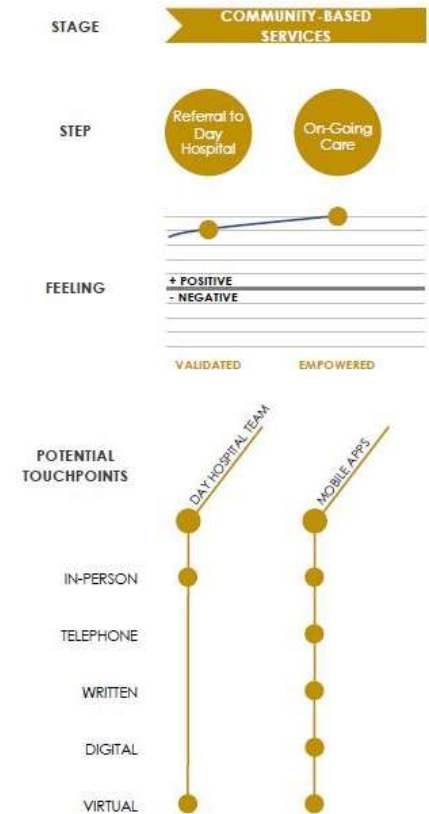 STAGE
COMMUNITY-BASED
SERVICES
STEP
Referral to
Day
Hospital
On-Going
Care
FEELING
+ POSITIVE
- NEGATIVE
VALIDATED
EMPOWERED
POTENTIAL
TOUCHPOINTS
DAY HOSPITAL TEAM
MOBILE APPS
IN-PERSON
TELEPHONE
WRITTEN
DIGITAL
VIRTUAL